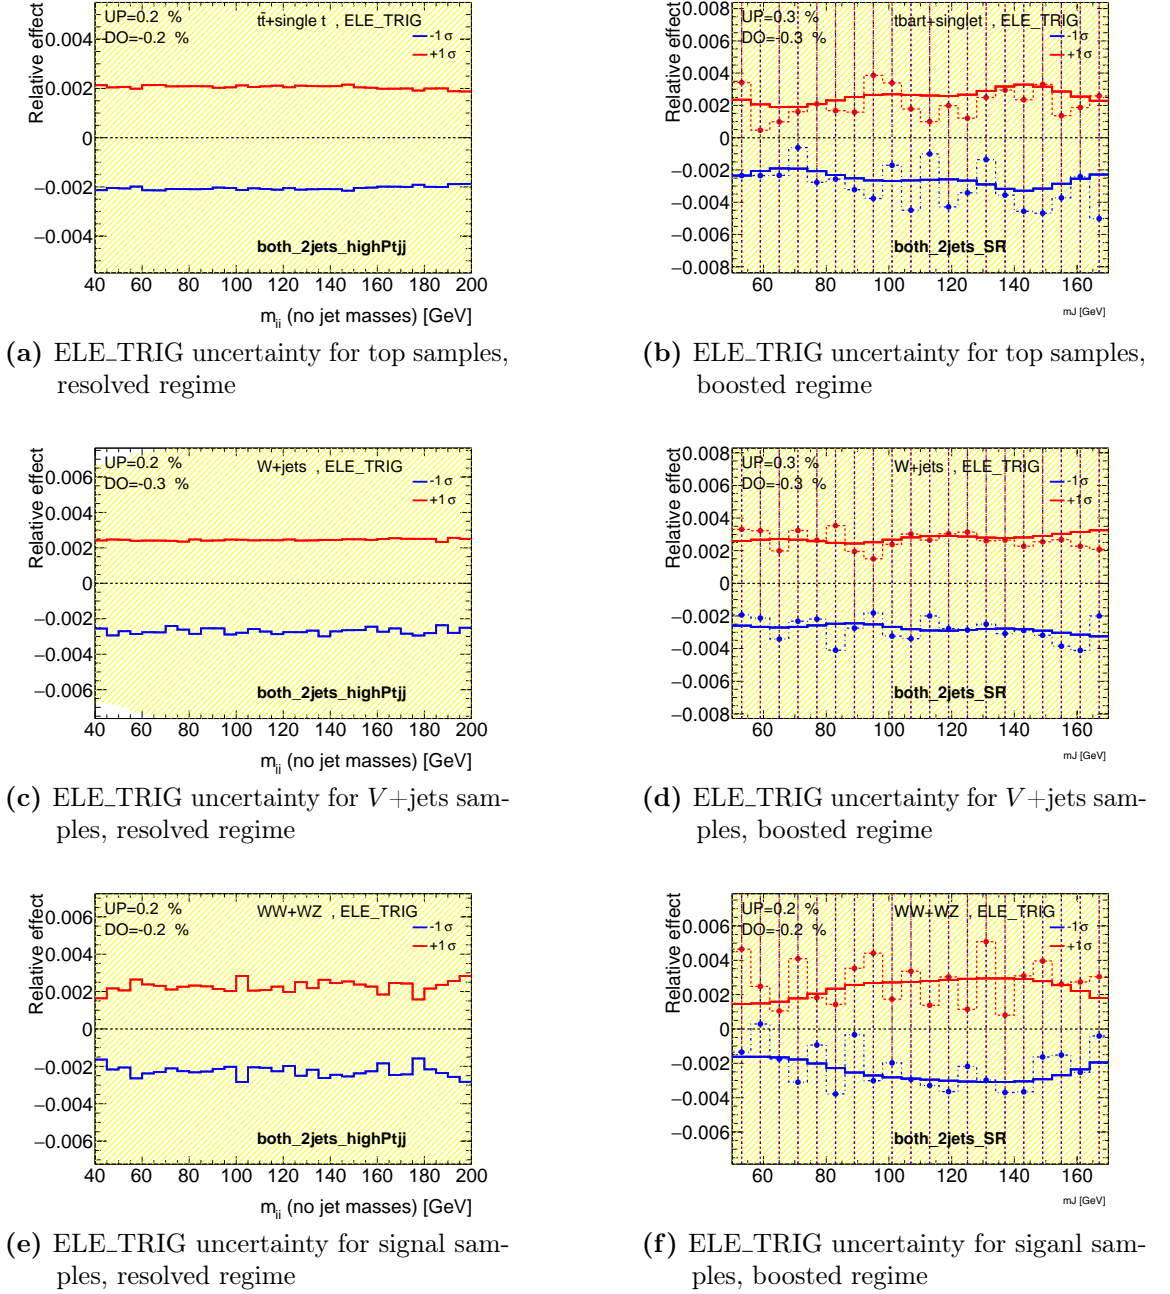 UP=0.2 %
DO=-0.2 %
tt̄+single t , ELE_TRIG
-1σ
+1σ
Relative effect
0.004
0.002
0
−0.002
−0.004
both_2jets_highPtjj
40 60 80 100 120 140 160 180 200
m_jj (no jet masses) [GeV]
(a) ELE_TRIG uncertainty for top samples,
resolved regime
UP=0.3 %
DO=-0.3 %
tbart+singlet , ELE_TRIG
-1σ
+1σ
Relative effect
0.008
0.006
0.004
0.002
0
−0.002
−0.004
−0.006
−0.008
both_2jets_SR
60 80 100 120 140 160
mJ [GeV]
(b) ELE_TRIG uncertainty for top samples,
boosted regime
UP=0.2 %
DO=-0.3 %
W+jets , ELE_TRIG
-1σ
+1σ
Relative effect
0.006
0.004
0.002
0
−0.002
−0.004
−0.006
both_2jets_highPtjj
40 60 80 100 120 140 160 180 200
m_jj (no jet masses) [GeV]
(c) ELE_TRIG uncertainty for V+jets sam-
ples, resolved regime
UP=0.3 %
DO=-0.3 %
W+jets , ELE_TRIG
-1σ
+1σ
Relative effect
0.008
0.006
0.004
0.002
0
−0.002
−0.004
−0.006
−0.008
both_2jets_SR
60 80 100 120 140 160
mJ [GeV]
(d) ELE_TRIG uncertainty for V+jets sam-
ples, boosted regime
UP=0.2 %
DO=-0.2 %
WW+WZ , ELE_TRIG
-1σ
+1σ
Relative effect
0.006
0.004
0.002
0
−0.002
−0.004
−0.006
both_2jets_highPtjj
40 60 80 100 120 140 160 180 200
m_jj (no jet masses) [GeV]
(e) ELE_TRIG uncertainty for signal sam-
ples, resolved regime
UP=0.2 %
DO=-0.2 %
WW+WZ , ELE_TRIG
-1σ
+1σ
Relative effect
0.006
0.004
0.002
0
−0.002
−0.004
−0.006
both_2jets_SR
60 80 100 120 140 160
mJ [GeV]
(f) ELE_TRIG uncertainty for siganl sam-
ples, boosted regime